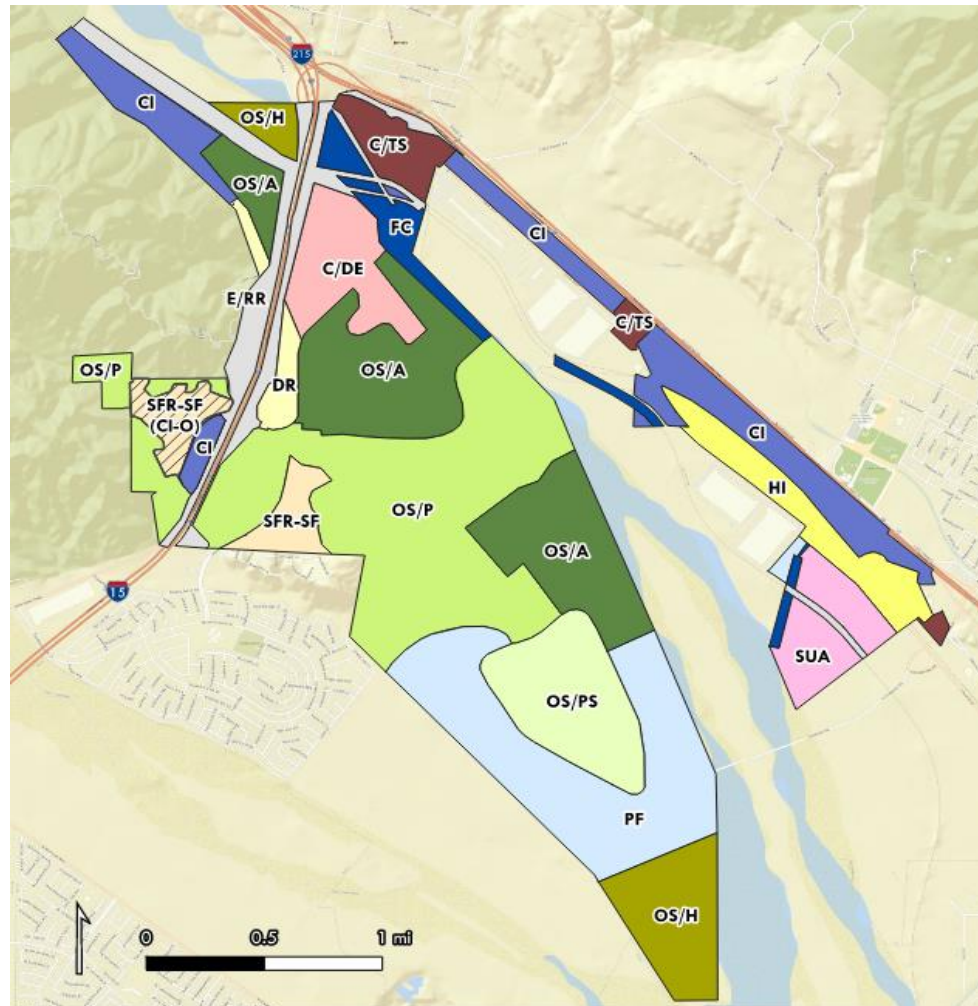 215
CI
OS/H
C/TS
OS/A
FC
CI
C/DE
E/RR
C/TS
OS/P
OS/A
DR
SFR-SF
(CI-O)
CI
CI
HI
OS/P
SFR-SF
OS/A
15
SUA
OS/PS
PF
OS/H
0 0.5 1 mi